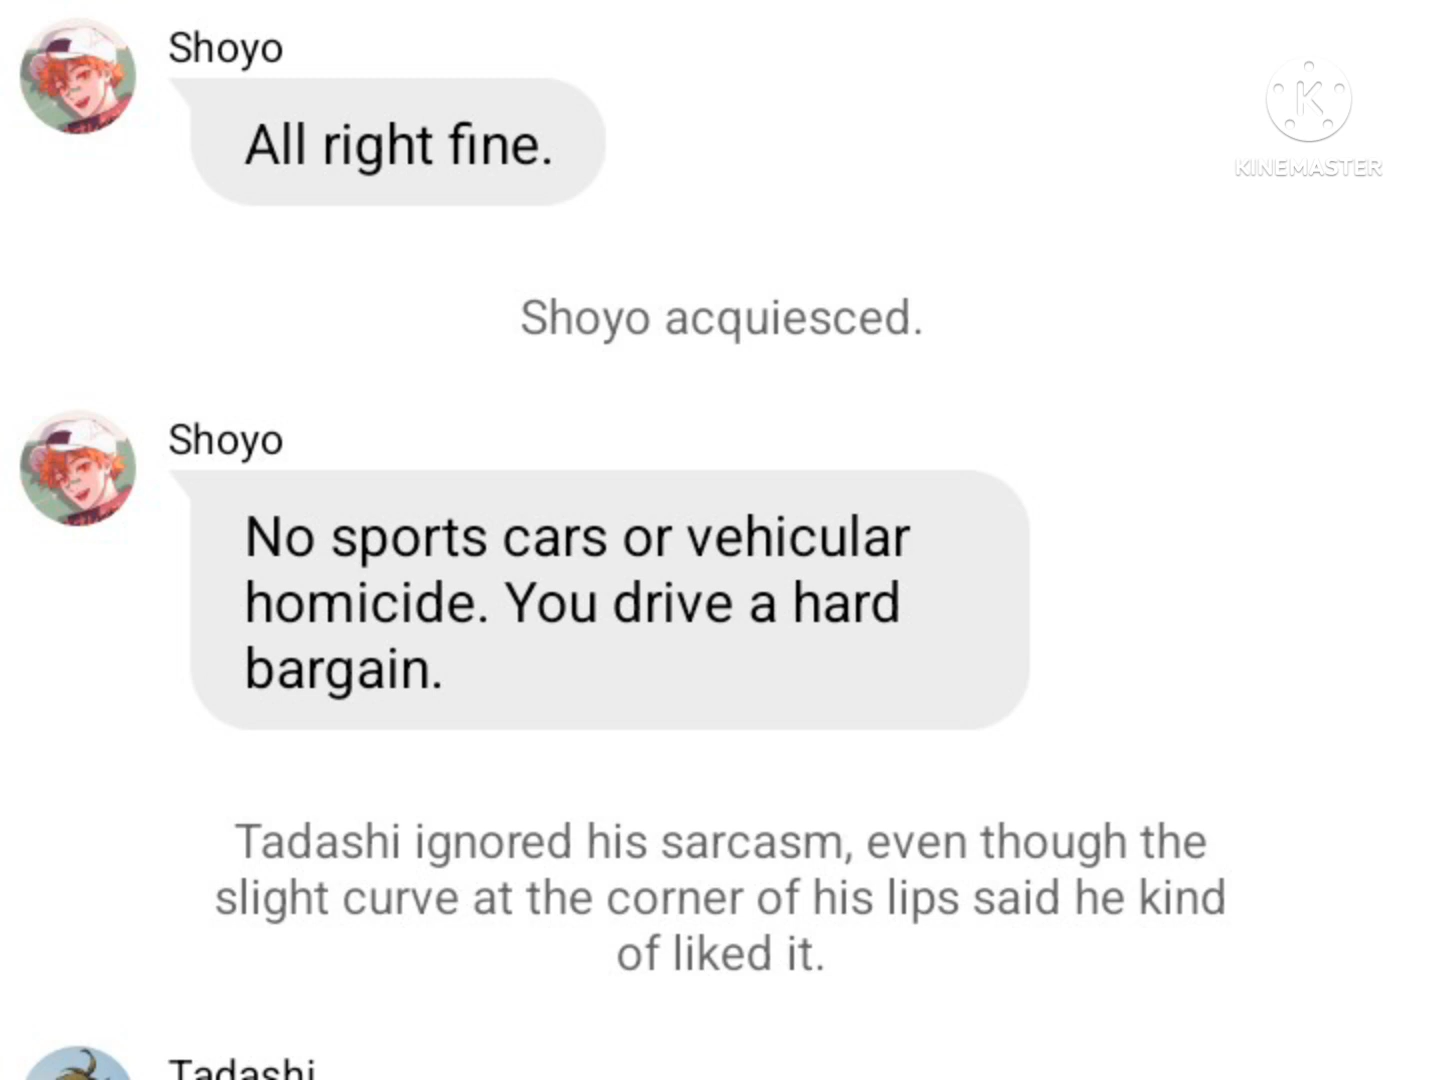 Shoyo
All right fine.
KINEMASTER
Shoyo acquiesced.
Shoyo
No sports cars or vehicular
homicide. You drive a hard
bargain.
Tadashi ignored his sarcasm, even though the
slight curve at the corner of his lips said he kind
of liked it.
Tadashi